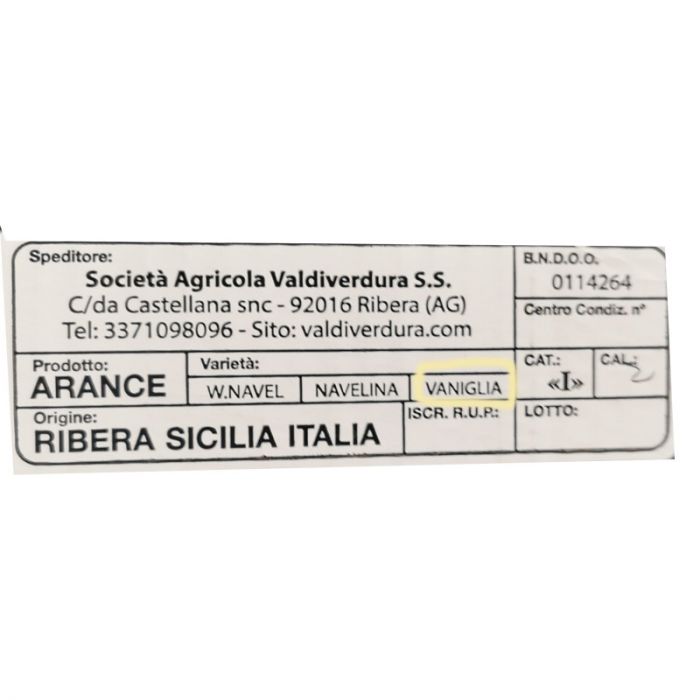 Speditore:
Società Agricola Valdiverdura S.S.
C/da Castellana snc - 92016 Ribera (AG)
Tel: 3371098096 - Sito: valdiverdura.com
B.N.D.O.O.
0114264
Centro Condiz. n°
Prodotto:
ARANCE
Varietà:
W.NAVEL NAVELINA VANIGLIA
CAT.:
«I»
CAL.:
2
Origine:
RIBERA SICILIA ITALIA
ISCR. R.U.P.:
LOTTO: